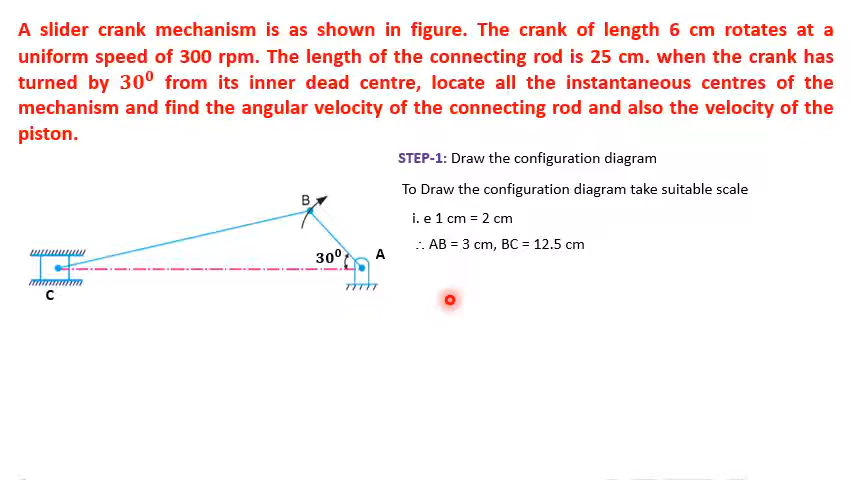 A slider crank mechanism is as shown in figure. The crank of length 6 cm rotates at a
uniform speed of 300 rpm. The length of the connecting rod is 25 cm. when the crank has
turned by 30⁰ from its inner dead centre, locate all the instantaneous centres of the
mechanism and find the angular velocity of the connecting rod and also the velocity of the
piston.
STEP-1: Draw the configuration diagram
To Draw the configuration diagram take suitable scale
i. e 1 cm = 2 cm
∴ AB = 3 cm, BC = 12.5 cm
B
30⁰
A
C